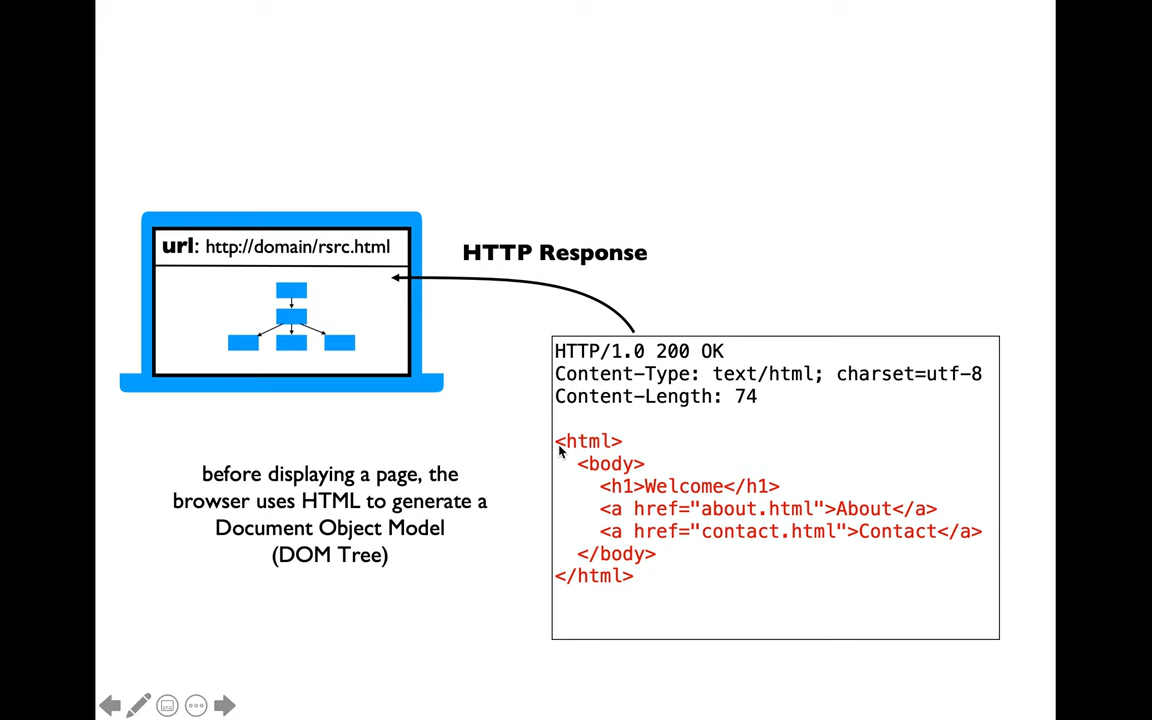 url: http://domain/rsrc.html
HTTP Response
before displaying a page, the
browser uses HTML to generate a
Document Object Model
(DOM Tree)
HTTP/1.0 200 OK
Content-Type: text/html; charset=utf-8
Content-Length: 74
<html>
<body>
<h1>Welcome</h1>
<a href="about.html">About</a>
<a href="contact.html">Contact</a>
</body>
</html>